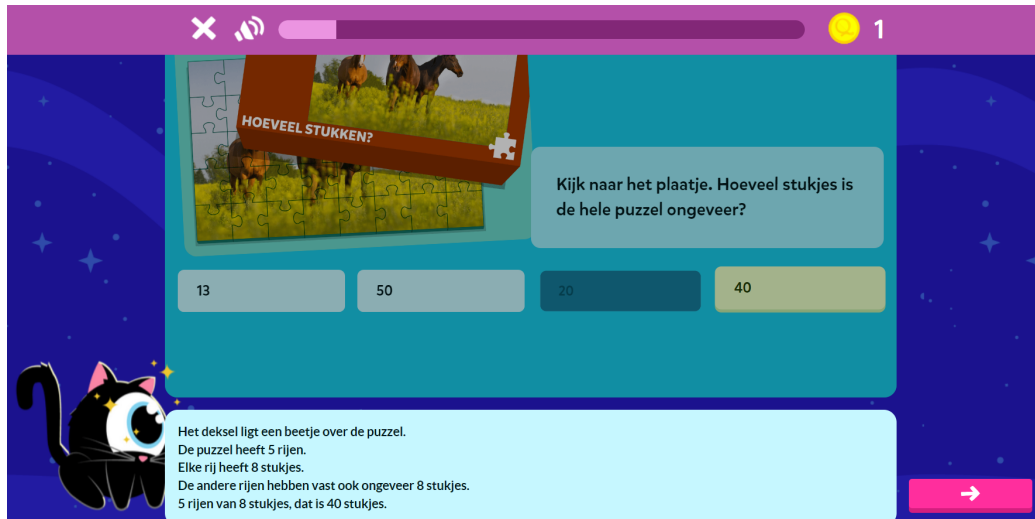 1
HOEVEEL STUKKEN?
Kijk naar het plaatje. Hoeveel stukjes is
de hele puzzel ongeveer?
13
50
20
40
Het deksel ligt een beetje over de puzzel.
De puzzel heeft 5 rijen.
Elke rij heeft 8 stukjes.
De andere rijen hebben vast ook ongeveer 8 stukjes.
5 rijen van 8 stukjes, dat is 40 stukjes.